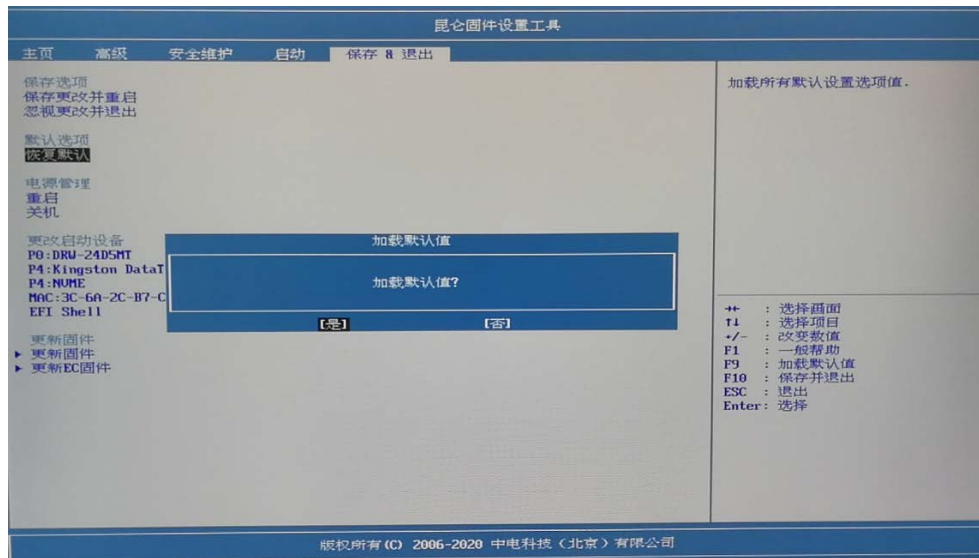 昆仑固件设置工具
主页 高级 安全维护 启动 保存 & 退出
保存选项
保存更改并重启
忽视更改并退出
默认选项
恢复默认
电源管理
重启
关机
更改启动设备
P0:DRW-24D5MT
P4:Kingston DataT
P4:NVME
MAC:3C-6A-2C-B7-C
EFI Shell
更新固件
更新固件
更新EC固件
加载默认值
加载默认值?
[是] [否]
加载所有默认设置选项值.
→← : 选择画面
↑↓ : 选择项目
+/- : 改变数值
F1 : 一般帮助
F9 : 加载默认值
F10 : 保存并退出
ESC : 退出
Enter: 选择
版权所有(C) 2006-2020 中电科技（北京）有限公司